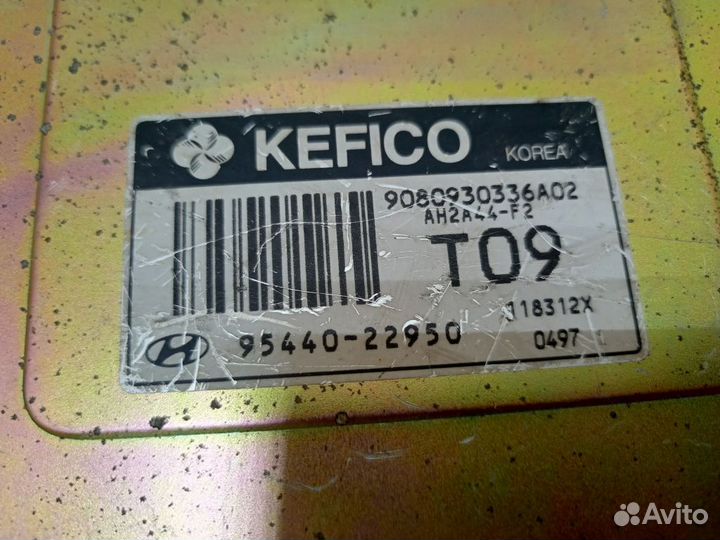 KEFICO
KOREA
9080930336A02
AH2A44-F2
T09
118312X
95440-22950
0497
Avito